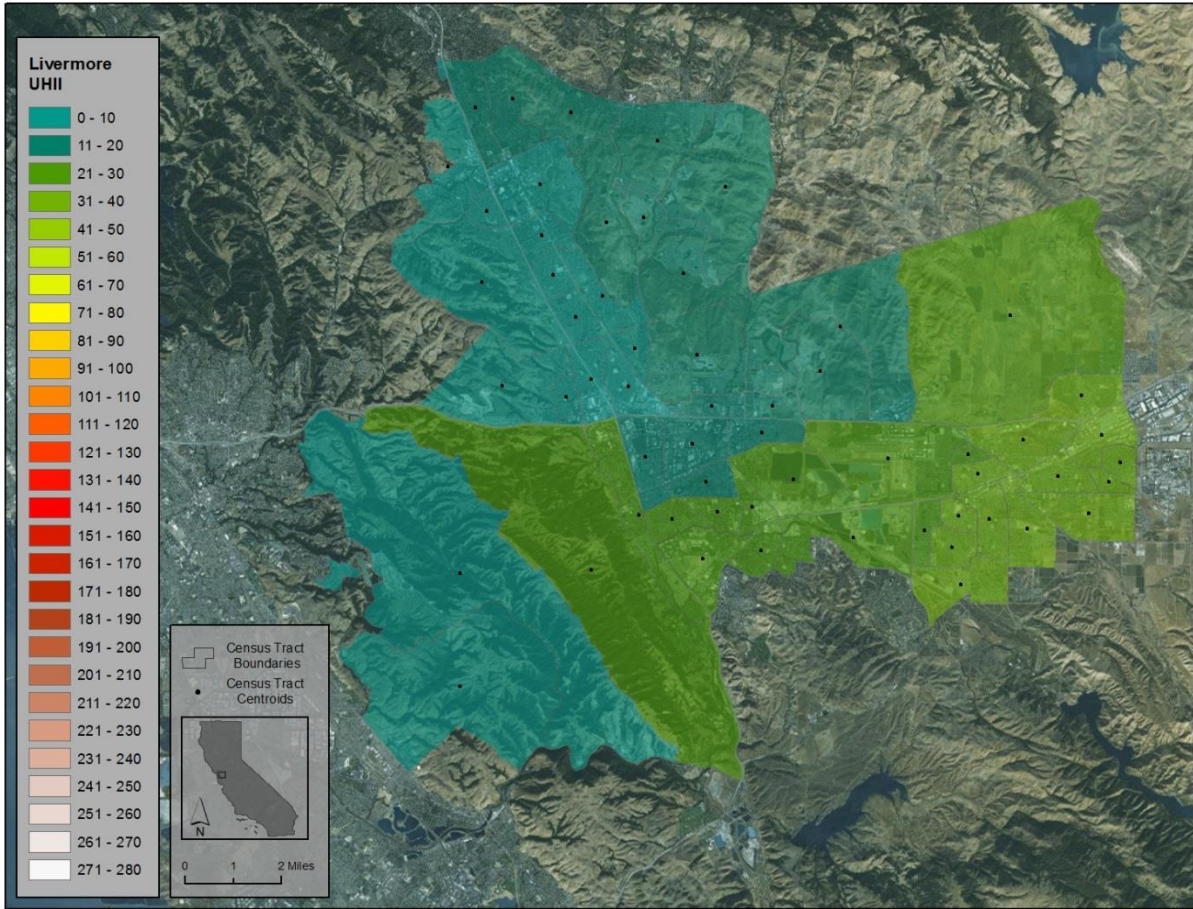 Livermore
UHII
0 - 10
11 - 20
21 - 30
31 - 40
41 - 50
51 - 60
61 - 70
71 - 80
81 - 90
91 - 100
101 - 110
111 - 120
121 - 130
131 - 140
141 - 150
151 - 160
161 - 170
171 - 180
181 - 190
191 - 200
201 - 210
211 - 220
221 - 230
231 - 240
241 - 250
251 - 260
261 - 270
271 - 280
Census Tract
Boundaries
Census Tract
Centroids
N
0 1 2 Miles